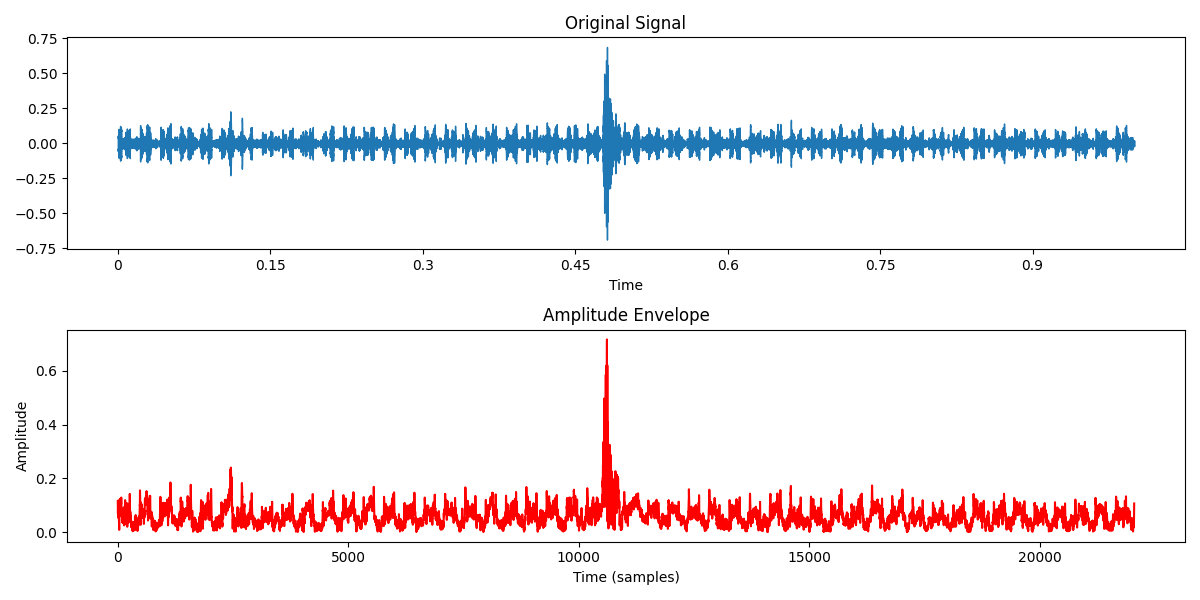 Original Signal
0.75
0.50
0.25
0.00
−0.25
−0.50
−0.75
0 0.15 0.3 0.45 0.6 0.75 0.9
Time
Amplitude Envelope
Amplitude
0.6
0.4
0.2
0.0
0 5000 10000 15000 20000
Time (samples)